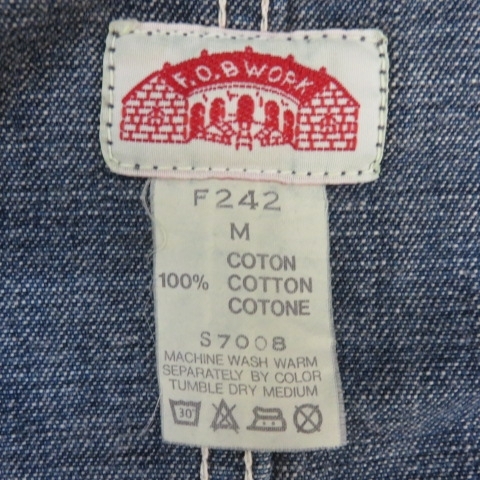 F.O.B WORK
F242
M
COTON
100% COTTON
COTONE
S7008
MACHINE WASH WARM
SEPARATELY BY COLOR
TUMBLE DRY MEDIUM
30°